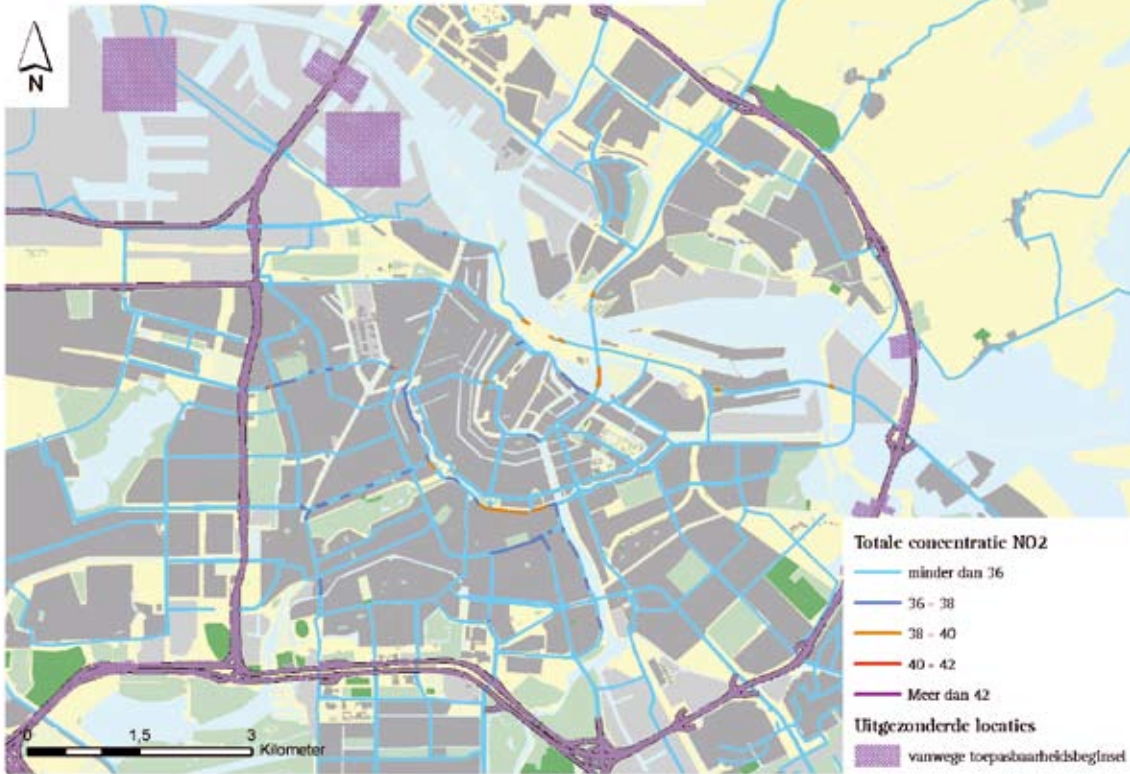 N
Totale concentratie NO2
minder dan 36
36 - 38
38 - 40
40 - 42
Meer dan 42
Uitgezonderde locaties
vanwege toepasbaarheidsbeginsel
0 1,5 3
Kilometer